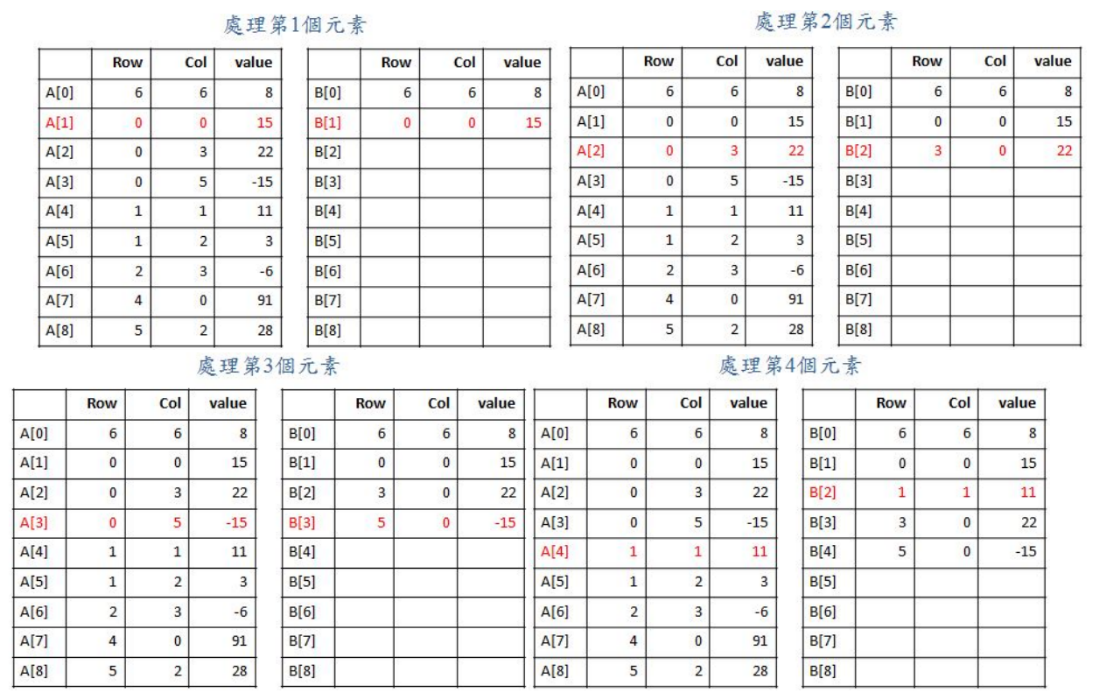 處理第1個元素
Row Col value Row Col value
A[0] 6 6 8 B[0] 6 6 8
A[1] 0 0 15 B[1] 0 0 15
A[2] 0 3 22 B[2]
A[3] 0 5 -15 B[3]
A[4] 1 1 11 B[4]
A[5] 1 2 3 B[5]
A[6] 2 3 -6 B[6]
A[7] 4 0 91 B[7]
A[8] 5 2 28 B[8]
處理第2個元素
Row Col value Row Col value
A[0] 6 6 8 B[0] 6 6 8
A[1] 0 0 15 B[1] 0 0 15
A[2] 0 3 22 B[2] 3 0 22
A[3] 0 5 -15 B[3]
A[4] 1 1 11 B[4]
A[5] 1 2 3 B[5]
A[6] 2 3 -6 B[6]
A[7] 4 0 91 B[7]
A[8] 5 2 28 B[8]
處理第3個元素
Row Col value Row Col value
A[0] 6 6 8 B[0] 6 6 8
A[1] 0 0 15 B[1] 0 0 15
A[2] 0 3 22 B[2] 3 0 22
A[3] 0 5 -15 B[3] 5 0 -15
A[4] 1 1 11 B[4]
A[5] 1 2 3 B[5]
A[6] 2 3 -6 B[6]
A[7] 4 0 91 B[7]
A[8] 5 2 28 B[8]
處理第4個元素
Row Col value Row Col value
A[0] 6 6 8 B[0] 6 6 8
A[1] 0 0 15 B[1] 0 0 15
A[2] 0 3 22 B[2] 1 1 11
A[3] 0 5 -15 B[3] 3 0 22
A[4] 1 1 11 B[4] 5 0 -15
A[5] 1 2 3 B[5]
A[6] 2 3 -6 B[6]
A[7] 4 0 91 B[7]
A[8] 5 2 28 B[8]